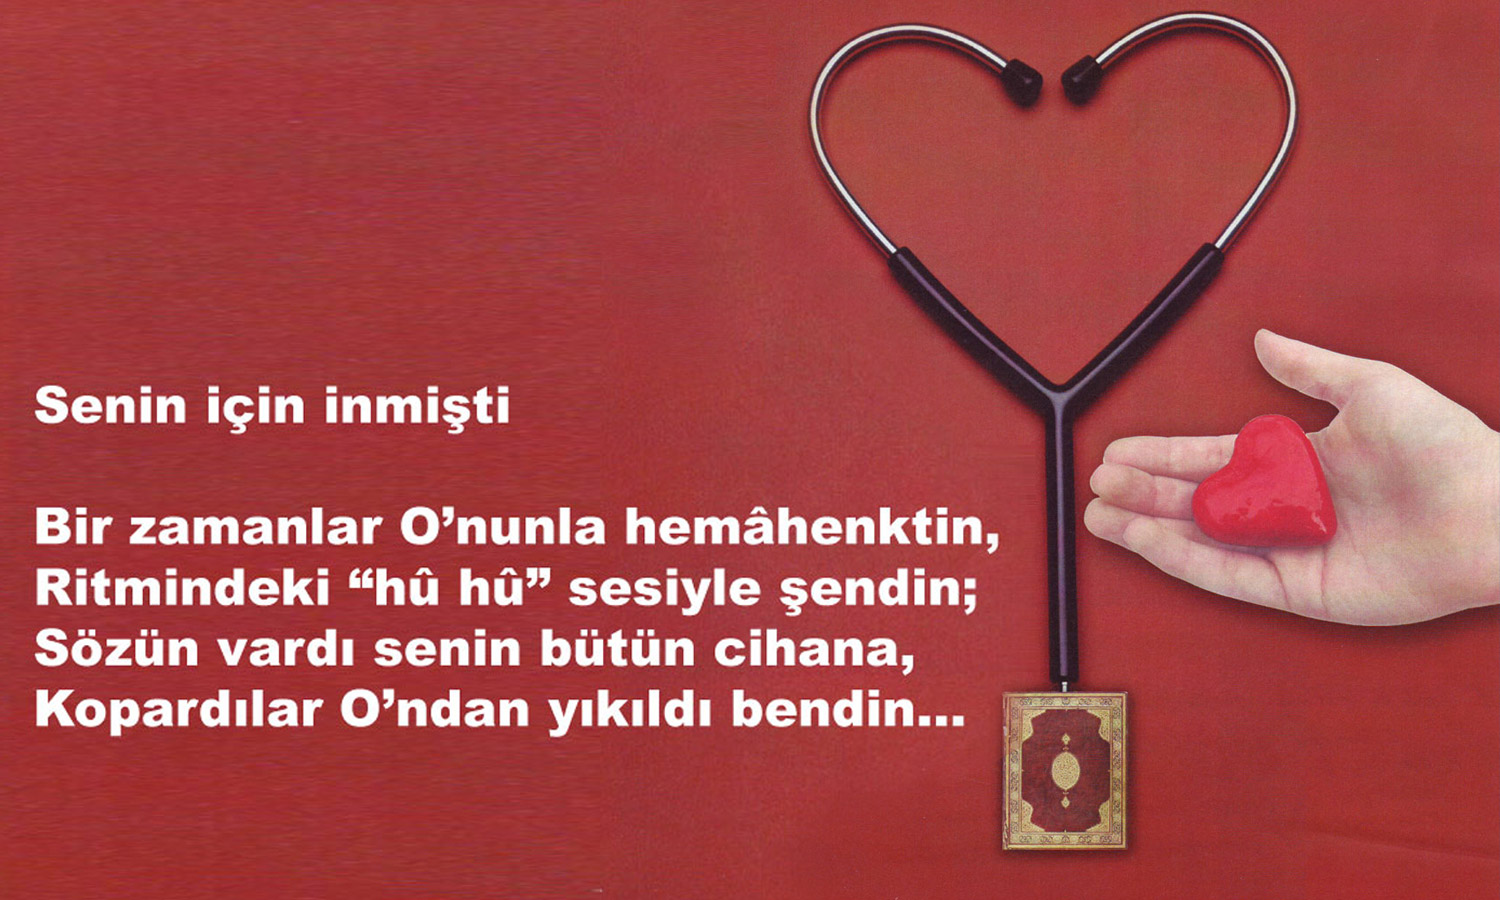 Senin için inmişti
Bir zamanlar O’nunla hemâhenktin,
Ritmindeki “hû hû” sesiyle şendin;
Sözün vardı senin bütün cihana,
Kopardılar O’ndan yıkıldı bendin...